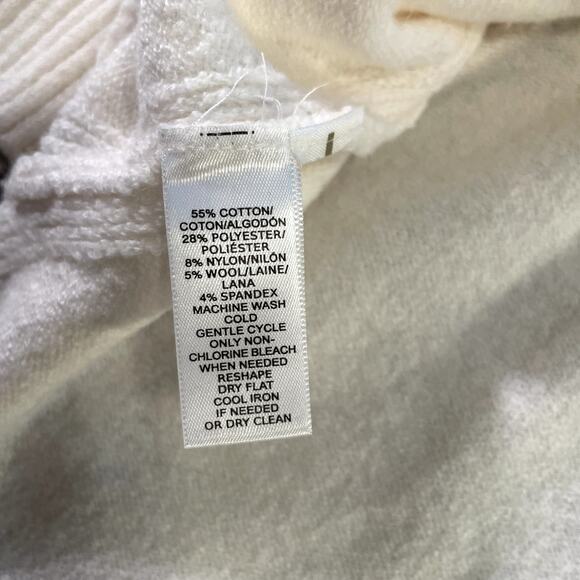 55% COTTON/
COTON/ALGODÓN
28% POLYESTER/
POLIÉSTER
8% NYLON/NILÓN
5% WOOL/LAINE/
LANA
4% SPANDEX
MACHINE WASH
COLD
GENTLE CYCLE
ONLY NON-
CHLORINE BLEACH
WHEN NEEDED
RESHAPE
DRY FLAT
COOL IRON
IF NEEDED
OR DRY CLEAN